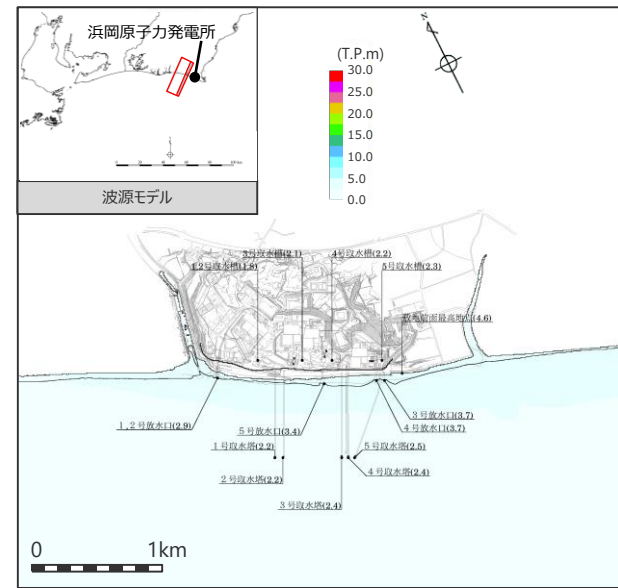 浜岡原子力発電所
N
波源モデル
(T.P.m)
30.0
25.0
20.0
15.0
10.0
5.0
0.0
3号取水槽(2.1)
4号取水槽(2.2)
1,2号取水槽(1.8)
5号取水槽(2.3)
敷地前面最高地点(4.6)
1,2号放水口(2.9)
5号放水口(3.4)
3号放水口(3.7)
4号放水口(3.7)
1号取水塔(2.2)
5号取水塔(2.5)
2号取水塔(2.2)
4号取水塔(2.4)
3号取水塔(2.4)
0 1km